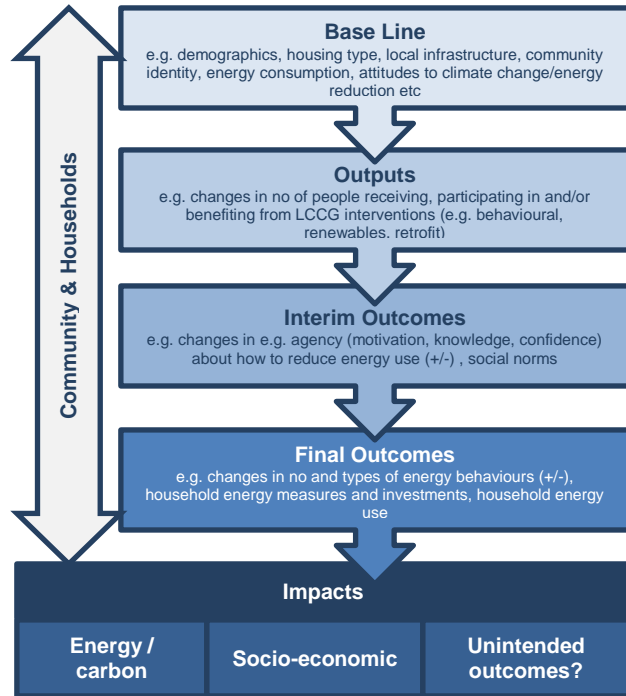 Community & Households
Base Line
e.g. demographics, housing type, local infrastructure, community
identity, energy consumption, attitudes to climate change/energy
reduction etc
Outputs
e.g. changes in no of people receiving, participating in and/or
benefiting from LCCG interventions (e.g. behavioural,
renewables, retrofit)
Interim Outcomes
e.g. changes in e.g. agency (motivation, knowledge, confidence)
about how to reduce energy use (+/-) , social norms
Final Outcomes
e.g. changes in no and types of energy behaviours (+/-),
household energy measures and investments, household energy
use
Impacts
Energy /
carbon
Socio-economic
Unintended
outcomes?